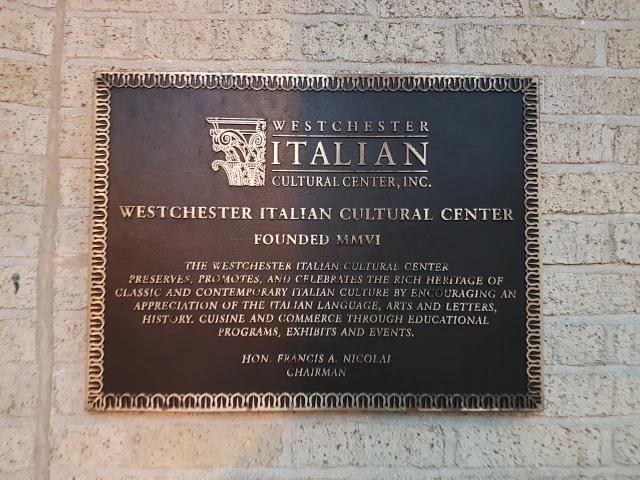 WESTCHESTER
ITALIAN
CULTURAL CENTER, INC.
WESTCHESTER ITALIAN CULTURAL CENTER
FOUNDED MMVI
THE WESTCHESTER ITALIAN CULTURAL CENTER
PRESERVES, PROMOTES, AND CELEBRATES THE RICH HERITAGE OF
CLASSIC AND CONTEMPORARY ITALIAN CULTURE BY ENCOURAGING AN
APPRECIATION OF THE ITALIAN LANGUAGE, ARTS AND LETTERS,
HISTORY, CUISINE AND COMMERCE THROUGH EDUCATIONAL
PROGRAMS, EXHIBITS AND EVENTS.
HON. FRANCIS A. NICOLAI
CHAIRMAN